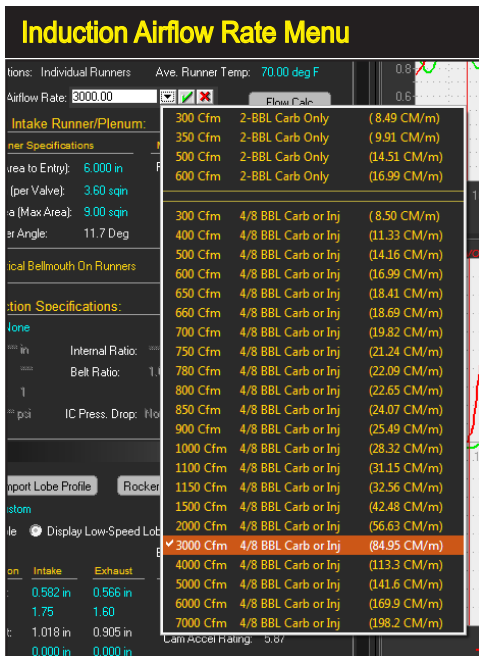 Induction Airflow Rate Menu
tions: Individual Runners Ave. Runner Temp: 70.00 deg F
Airflow Rate: 3000.00 Flow Calc
0.8
0.6
Intake Runner/Plenum:
ner Specifications
Area to Entry): 6.000 in
(per Valve): 3.60 sqin
ea (Max Area): 9.00 sqin
er Angle: 11.7 Deg
tical Bellmouth On Runners
ction Specifications:
None
in Internal Ratio:
Belt Ratio: 1.
1
psi IC Press. Drop: No
mport Lobe Profile Rocker
stom
le Display Low-Speed Lob
on Intake Exhaust
: 0.582 in 0.566 in
1.75 1.60
t: 1.018 in 0.905 in
0.000 in 0.000 in
Cam Accel Rating: 5.87
300 Cfm 2-BBL Carb Only (8.49 CM/m)
350 Cfm 2-BBL Carb Only (9.91 CM/m)
500 Cfm 2-BBL Carb Only (14.51 CM/m)
600 Cfm 2-BBL Carb Only (16.99 CM/m)
300 Cfm 4/8 BBL Carb or Inj (8.50 CM/m)
400 Cfm 4/8 BBL Carb or Inj (11.33 CM/m)
500 Cfm 4/8 BBL Carb or Inj (14.16 CM/m)
600 Cfm 4/8 BBL Carb or Inj (16.99 CM/m)
650 Cfm 4/8 BBL Carb or Inj (18.41 CM/m)
660 Cfm 4/8 BBL Carb or Inj (18.69 CM/m)
700 Cfm 4/8 BBL Carb or Inj (19.82 CM/m)
750 Cfm 4/8 BBL Carb or Inj (21.24 CM/m)
780 Cfm 4/8 BBL Carb or Inj (22.09 CM/m)
800 Cfm 4/8 BBL Carb or Inj (22.65 CM/m)
850 Cfm 4/8 BBL Carb or Inj (24.07 CM/m)
900 Cfm 4/8 BBL Carb or Inj (25.49 CM/m)
1000 Cfm 4/8 BBL Carb or Inj (28.32 CM/m)
1100 Cfm 4/8 BBL Carb or Inj (31.15 CM/m)
1150 Cfm 4/8 BBL Carb or Inj (32.56 CM/m)
1500 Cfm 4/8 BBL Carb or Inj (42.48 CM/m)
2000 Cfm 4/8 BBL Carb or Inj (56.63 CM/m)
3000 Cfm 4/8 BBL Carb or Inj (84.95 CM/m)
4000 Cfm 4/8 BBL Carb or Inj (113.3 CM/m)
5000 Cfm 4/8 BBL Carb or Inj (141.6 CM/m)
6000 Cfm 4/8 BBL Carb or Inj (169.9 CM/m)
7000 Cfm 4/8 BBL Carb or Inj (198.2 CM/m)